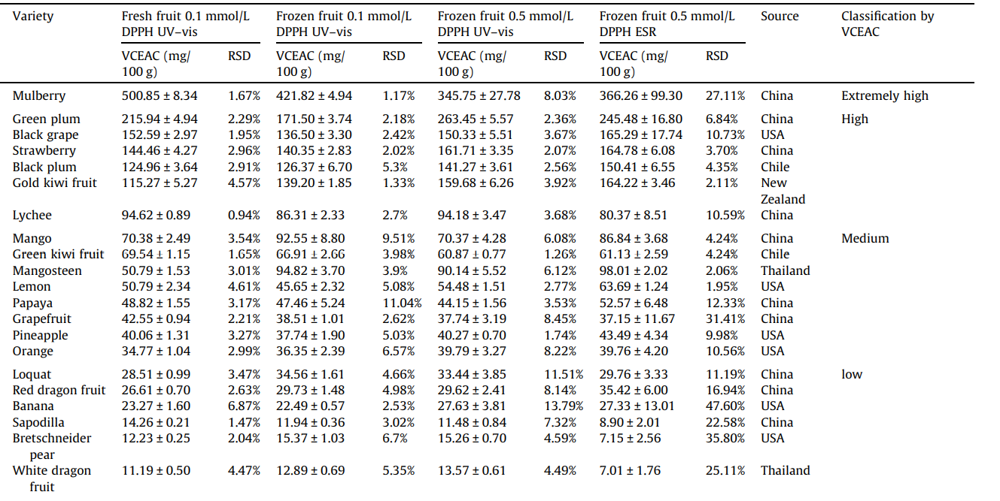 Variety Fresh fruit 0.1 mmol/L Frozen fruit 0.1 mmol/L Frozen fruit 0.5 mmol/L Frozen fruit 0.5 mmol/L Source Classification by
DPPH UV–vis DPPH UV–vis DPPH UV–vis DPPH ESR VCEAC
VCEAC (mg/ RSD VCEAC (mg/ RSD VCEAC (mg/ RSD VCEAC (mg/ RSD
100 g) 100 g) 100 g) 100 g)
Mulberry 500.85 ± 8.34 1.67% 421.82 ± 4.94 1.17% 345.75 ± 27.78 8.03% 366.26 ± 99.30 27.11% China Extremely high
Green plum 215.94 ± 4.94 2.29% 171.50 ± 3.74 2.18% 263.45 ± 5.57 2.36% 245.48 ± 16.80 6.84% China High
Black grape 152.59 ± 2.97 1.95% 136.50 ± 3.30 2.42% 150.33 ± 5.51 3.67% 165.29 ± 17.74 10.73% USA
Strawberry 144.46 ± 4.27 2.96% 140.35 ± 2.83 2.02% 161.71 ± 3.35 2.07% 164.78 ± 6.08 3.70% China
Black plum 124.96 ± 3.64 2.91% 126.37 ± 6.70 5.3% 141.27 ± 3.61 2.56% 150.41 ± 6.55 4.35% Chile
Gold kiwi fruit 115.27 ± 5.27 4.57% 139.20 ± 1.85 1.33% 159.68 ± 6.26 3.92% 164.22 ± 3.46 2.11% New
Zealand
Lychee 94.62 ± 0.89 0.94% 86.31 ± 2.33 2.7% 94.18 ± 3.47 3.68% 80.37 ± 8.51 10.59% China
Mango 70.38 ± 2.49 3.54% 92.55 ± 8.80 9.51% 70.37 ± 4.28 6.08% 86.84 ± 3.68 4.24% China Medium
Green kiwi fruit 69.54 ± 1.15 1.65% 66.91 ± 2.66 3.98% 60.87 ± 0.77 1.26% 61.13 ± 2.59 4.24% Chile
Mangosteen 50.79 ± 1.53 3.01% 94.82 ± 3.70 3.9% 90.14 ± 5.52 6.12% 98.01 ± 2.02 2.06% Thailand
Lemon 50.79 ± 2.34 4.61% 45.65 ± 2.32 5.08% 54.48 ± 1.51 2.77% 63.69 ± 1.24 1.95% USA
Papaya 48.82 ± 1.55 3.17% 47.46 ± 5.24 11.04% 44.15 ± 1.56 3.53% 52.57 ± 6.48 12.33% China
Grapefruit 42.55 ± 0.94 2.21% 38.51 ± 1.01 2.62% 37.74 ± 3.19 8.45% 37.15 ± 11.67 31.41% China
Pineapple 40.06 ± 1.31 3.27% 37.74 ± 1.90 5.03% 40.27 ± 0.70 1.74% 43.49 ± 4.34 9.98% USA
Orange 34.77 ± 1.04 2.99% 36.35 ± 2.39 6.57% 39.79 ± 3.27 8.22% 39.76 ± 4.20 10.56% USA
Loquat 28.51 ± 0.99 3.47% 34.56 ± 1.61 4.66% 33.44 ± 3.85 11.51% 29.76 ± 3.33 11.19% China low
Red dragon fruit 26.61 ± 0.70 2.63% 29.73 ± 1.48 4.98% 29.62 ± 2.41 8.14% 35.42 ± 6.00 16.94% China
Banana 23.27 ± 1.60 6.87% 22.49 ± 0.57 2.53% 27.63 ± 3.81 13.79% 27.33 ± 13.01 47.60% USA
Sapodilla 14.26 ± 0.21 1.47% 11.94 ± 0.36 3.02% 11.48 ± 0.84 7.32% 8.90 ± 2.01 22.58% China
Bretschneider 12.23 ± 0.25 2.04% 15.37 ± 1.03 6.7% 15.26 ± 0.70 4.59% 7.15 ± 2.56 35.80% USA
pear
White dragon 11.19 ± 0.50 4.47% 12.89 ± 0.69 5.35% 13.57 ± 0.61 4.49% 7.01 ± 1.76 25.11% Thailand
fruit